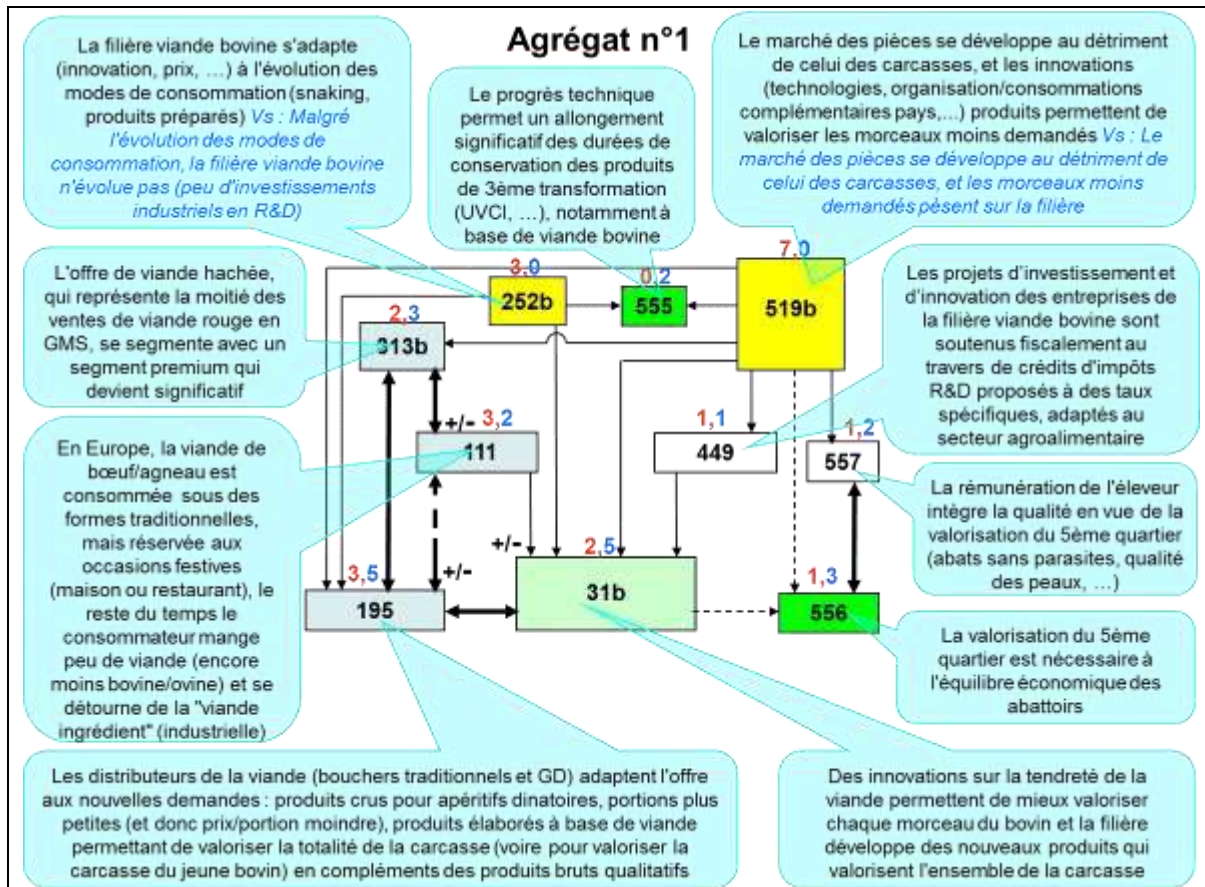 Agrégat n°1
La filière viande bovine s'adapte
(innovation, prix, …) à l'évolution des
modes de consommation (snaking,
produits préparés) Vs : Malgré
l'évolution des modes de
consommation, la filière viande bovine
n'évolue pas (peu d'investissements
industriels en R&D)
Le progrès technique
permet un allongement
significatif des durées de
conservation des produits
de 3ème transformation
(UVCI, …), notamment à
base de viande bovine
Le marché des pièces se développe au détriment
de celui des carcasses, et les innovations
(technologies, organisation/consommations
complémentaires pays,...) produits permettent de
valoriser les morceaux moins demandés Vs : Le
marché des pièces se développe au détriment de
celui des carcasses, et les morceaux moins
demandés pèsent sur la filière
L'offre de viande hachée,
qui représente la moitié des
ventes de viande rouge en
GMS, se segmente avec un
segment premium qui
devient significatif
3,0
252b
0,2
555
7,0
519b
2,3
313b
Les projets d'investissement et
d'innovation des entreprises de
la filière viande bovine sont
soutenus fiscalement au
travers de crédits d'impôts
R&D proposés à des taux
spécifiques, adaptés au
secteur agroalimentaire
En Europe, la viande de
bœuf/agneau est
consommée sous des
formes traditionnelles,
mais réservée aux
occasions festives
(maison ou restaurant), le
reste du temps le
consommateur mange
peu de viande (encore
moins bovine/ovine) et se
détourne de la "viande
ingrédient" (industrielle)
+/-
3,2
111
1,1
449
1,2
557
La rémunération de l'éleveur
intègre la qualité en vue de la
valorisation du 5ème quartier
(abats sans parasites, qualité
des peaux, …)
+/-
+/-
3,5
195
2,5
31b
1,3
556
La valorisation du 5ème
quartier est nécessaire à
l'équilibre économique des
abattoirs
Les distributeurs de la viande (bouchers traditionnels et GD) adaptent l'offre
aux nouvelles demandes : produits crus pour apéritifs dinatoires, portions plus
petites (et donc prix/portion moindre), produits élaborés à base de viande
permettant de valoriser la totalité de la carcasse (voire pour valoriser la
carcasse du jeune bovin) en compléments des produits bruts qualitatifs
Des innovations sur la tendreté de la
viande permettent de mieux valoriser
chaque morceau du bovin et la filière
développe des nouveaux produits qui
valorisent l'ensemble de la carcasse